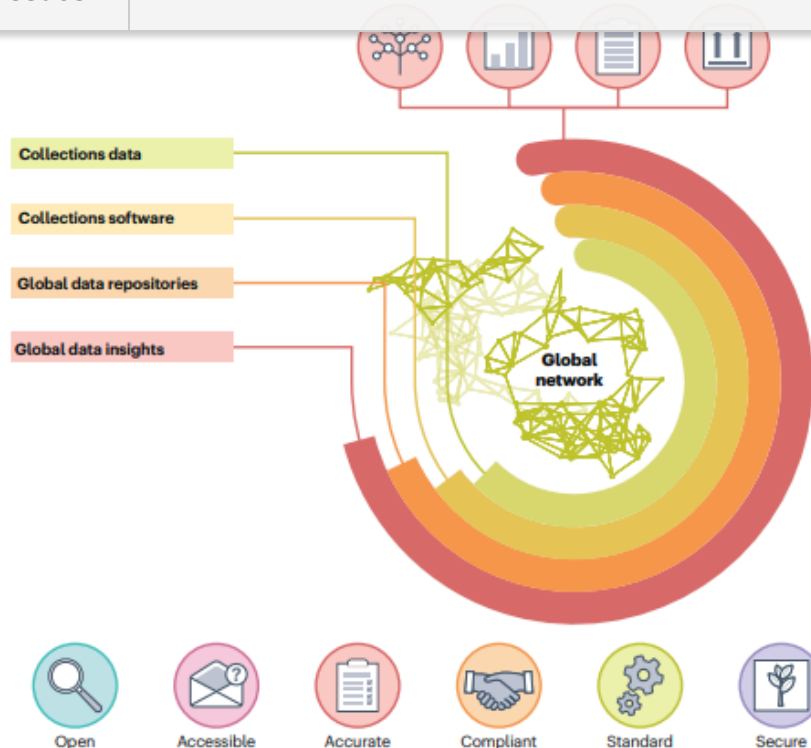 Collections data
Collections software
Global data repositories
Global data insights
Global
network
?
Open
Accessible
Accurate
Compliant
Standard
Secure